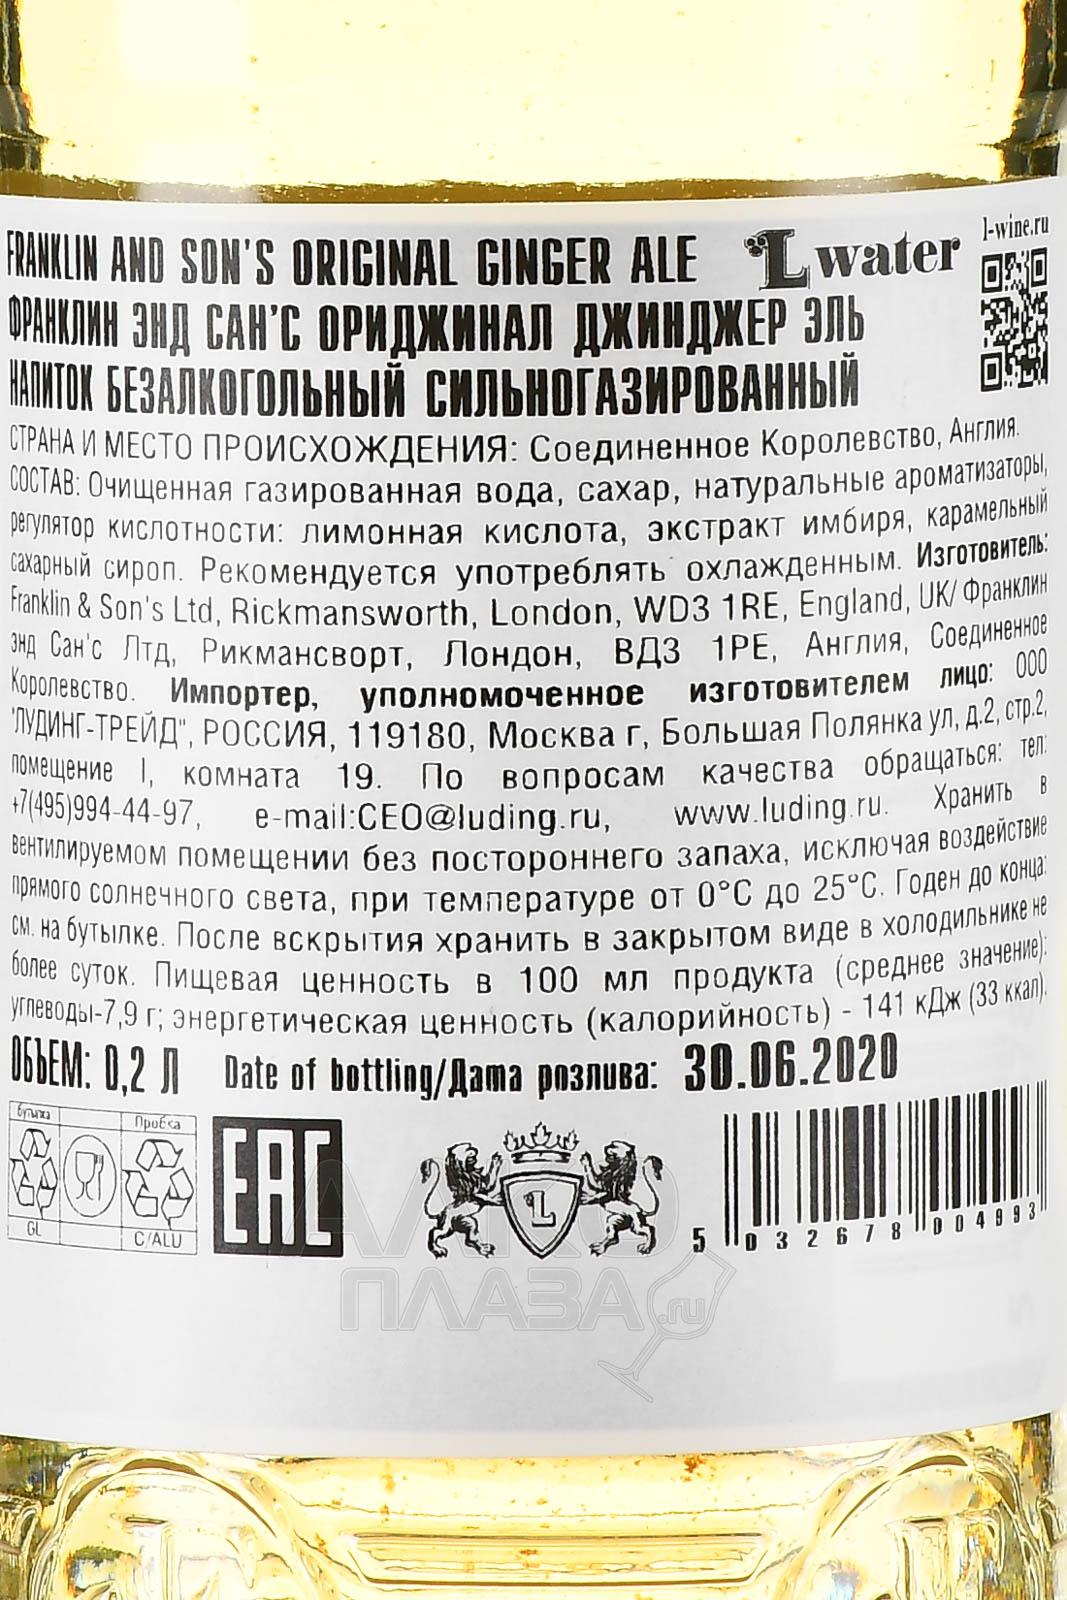 l-wine.ru
FRANKLIN AND SON'S ORIGINAL GINGER ALE L water
ФРАНКЛИН ЭНД САН'С ОРИДЖИНАЛ ДЖИНДЖЕР ЭЛЬ
НАПИТОК БЕЗАЛКОГОЛЬНЫЙ СИЛЬНОГАЗИРОВАННЫЙ
СТРАНА И МЕСТО ПРОИСХОЖДЕНИЯ: Соединенное Королевство, Англия.
СОСТАВ: Очищенная газированная вода, сахар, натуральные ароматизаторы,
регулятор кислотности: лимонная кислота, экстракт имбиря, карамельный
сахарный сироп. Рекомендуется употреблять охлажденным. Изготовитель:
Franklin & Son's Ltd, Rickmansworth, London, WD3 1RE, England, UK/ Франклин
энд Сан'с Лтд, Рикмансворт, Лондон, ВД3 1РЕ, Англия, Соединенное
Королевство. Импортер, уполномоченное изготовителем лицо: ООО
"ЛУДИНГ-ТРЕЙД", РОССИЯ, 119180, Москва г, Большая Полянка ул, д.2, стр.2,
помещение I, комната 19. По вопросам качества обращаться: тел:
+7(495)994-44-97, e-mail:CEO@luding.ru, www.luding.ru. Хранить в
вентилируемом помещении без постороннего запаха, исключая воздействие
прямого солнечного света, при температуре от 0°С до 25°С. Годен до конца:
см. на бутылке. После вскрытия хранить в закрытом виде в холодильнике не
более суток. Пищевая ценность в 100 мл продукта (среднее значение):
углеводы-7,9 г; энергетическая ценность (калорийность) - 141 кДж (33 ккал).
ОБЪЕМ: 0,2 Л Date of bottling/Дата розлива: 30.06.2020
бутылка Пробка
GL C/ALU
EAC
L
5 032678 004993
АЛКО
ПЛАЗА.ru